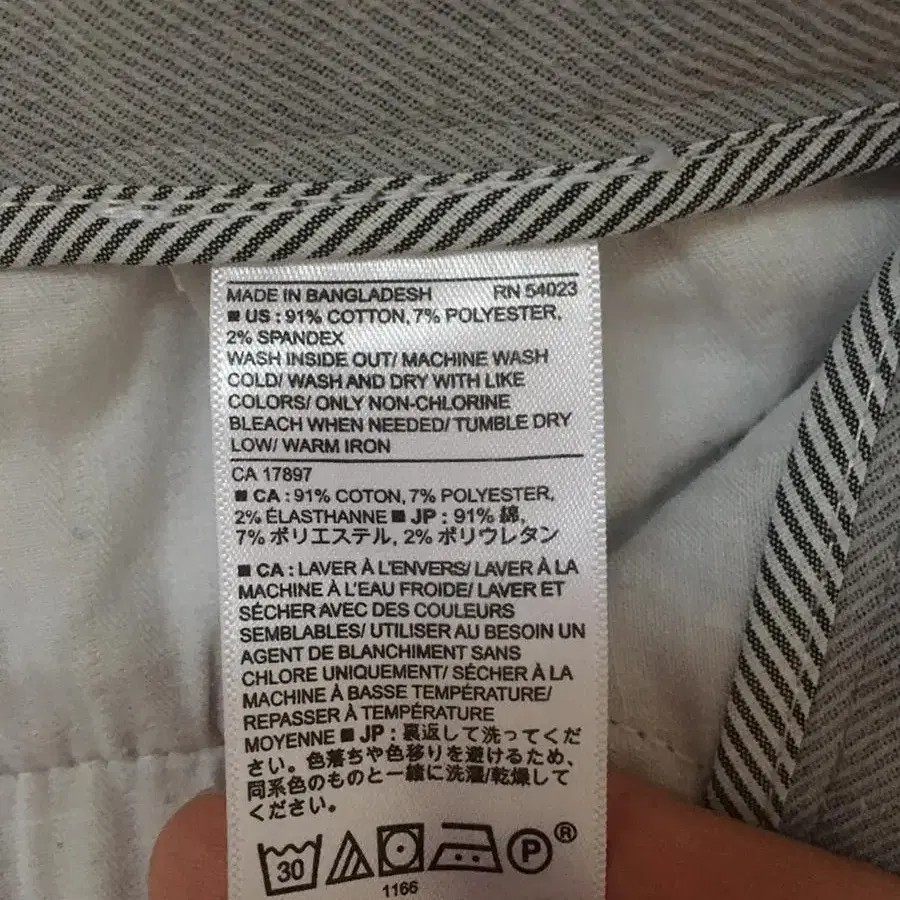 MADE IN BANGLADESH RN 54023
■ US : 91% COTTON, 7% POLYESTER,
2% SPANDEX
WASH INSIDE OUT/ MACHINE WASH
COLD/ WASH AND DRY WITH LIKE
COLORS/ ONLY NON-CHLORINE
BLEACH WHEN NEEDED/ TUMBLE DRY
LOW/ WARM IRON
CA 17897
■ CA : 91% COTON, 7% POLYESTER,
2% ÉLASTHANNE ■ JP : 91% 綿,
7% ポリエステル, 2% ポリウレタン
■ CA : LAVER À L'ENVERS/ LAVER À LA
MACHINE À L'EAU FROIDE/ LAVER ET
SÉCHER AVEC DES COULEURS
SEMBLABLES/ UTILISER AU BESOIN UN
AGENT DE BLANCHIMENT SANS
CHLORE UNIQUEMENT/ SÉCHER À LA
MACHINE À BASSE TEMPÉRATURE/
REPASSER À TEMPÉRATURE
MOYENNE ■ JP : 裏返して洗ってくだ
さい。色落ちや色移りを避けるため、
同系色のものと一緒に洗濯/乾燥して
ください。
30 P ®
1166